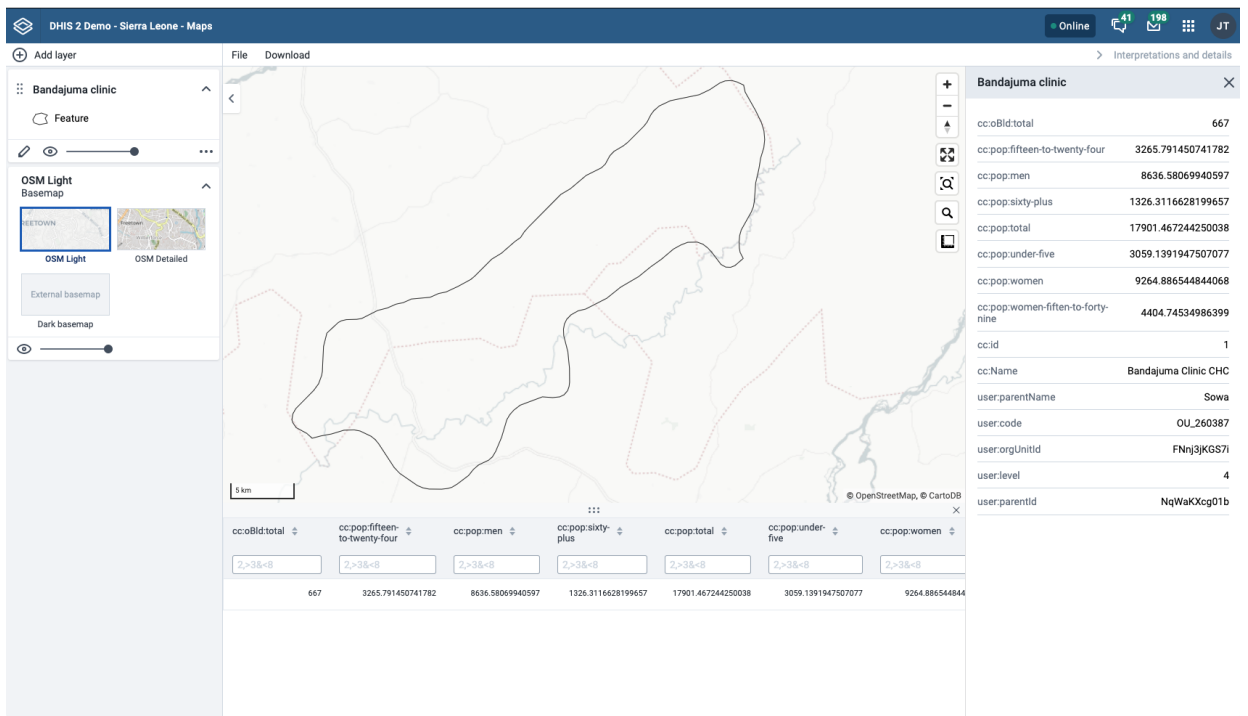 DHIS 2 Demo - Sierra Leone - Maps
Online
41
198
JT
Add layer
File Download
Interpretations and details
Bandajuma clinic
Feature
OSM Light
Basemap
OSM Light
OSM Detailed
External basemap
Dark basemap
5 km
© OpenStreetMap, © CartoDB
cc:oBld:total
cc:pop:fifteen-
to-twenty-four
cc:pop:men
cc:pop:sixty-
plus
cc:pop:total
cc:pop:under-
five
cc:pop:women
2,>3&<8 2,>3&<8 2,>3&<8 2,>3&<8 2,>3&<8 2,>3&<8 2,>3&<8
667 3265.791450741782 8636.58069940597 1326.3116628199657 17901.467244250038 3059.1391947507077 9264.886544844
Bandajuma clinic
cc:oBld:total 667
cc:pop:fifteen-to-twenty-four 3265.791450741782
cc:pop:men 8636.58069940597
cc:pop:sixty-plus 1326.3116628199657
cc:pop:total 17901.467244250038
cc:pop:under-five 3059.1391947507077
cc:pop:women 9264.886544844068
cc:pop:women-fiften-to-forty-
nine 4404.74534986399
cc:id 1
cc:Name Bandajuma Clinic CHC
user:parentName Sowa
user:code OU_260387
user:orgUnitId FNnj3jKGS7i
user:level 4
user:parentId NqWaKXcg01b